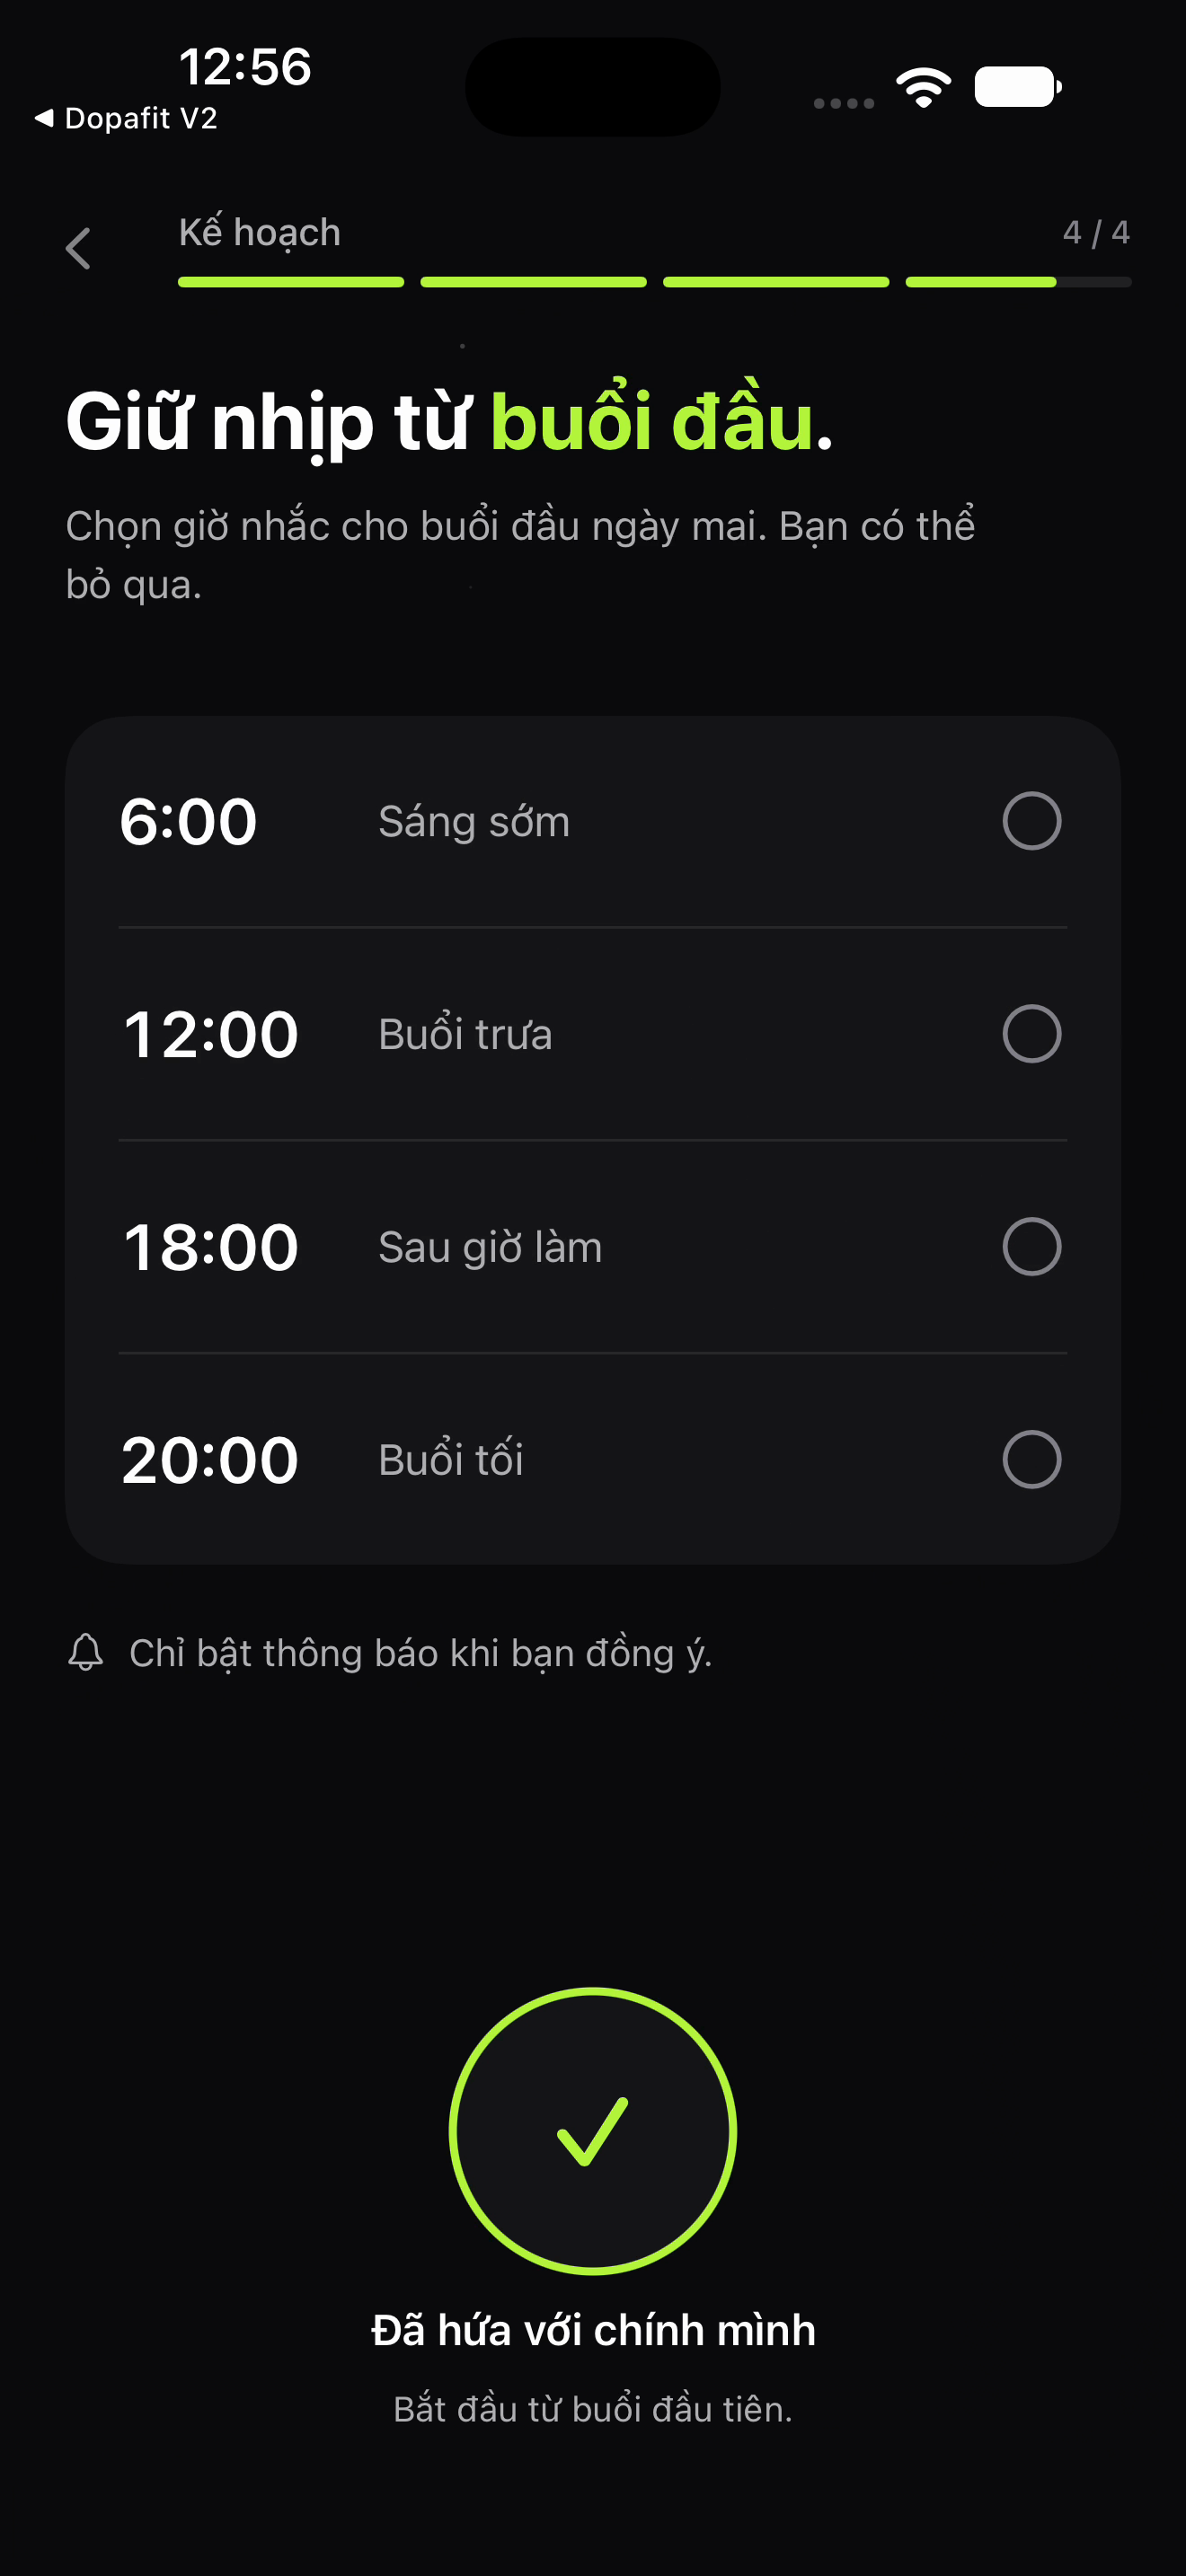 12:56
◀ Dopafit V2
Kế hoạch
4 / 4
Giữ nhịp từ buổi đầu.
Chọn giờ nhắc cho buổi đầu ngày mai. Bạn có thể
bỏ qua.
6:00 Sáng sớm
12:00 Buổi trưa
18:00 Sau giờ làm
20:00 Buổi tối
Chỉ bật thông báo khi bạn đồng ý.
Đã hứa với chính mình
Bắt đầu từ buổi đầu tiên.